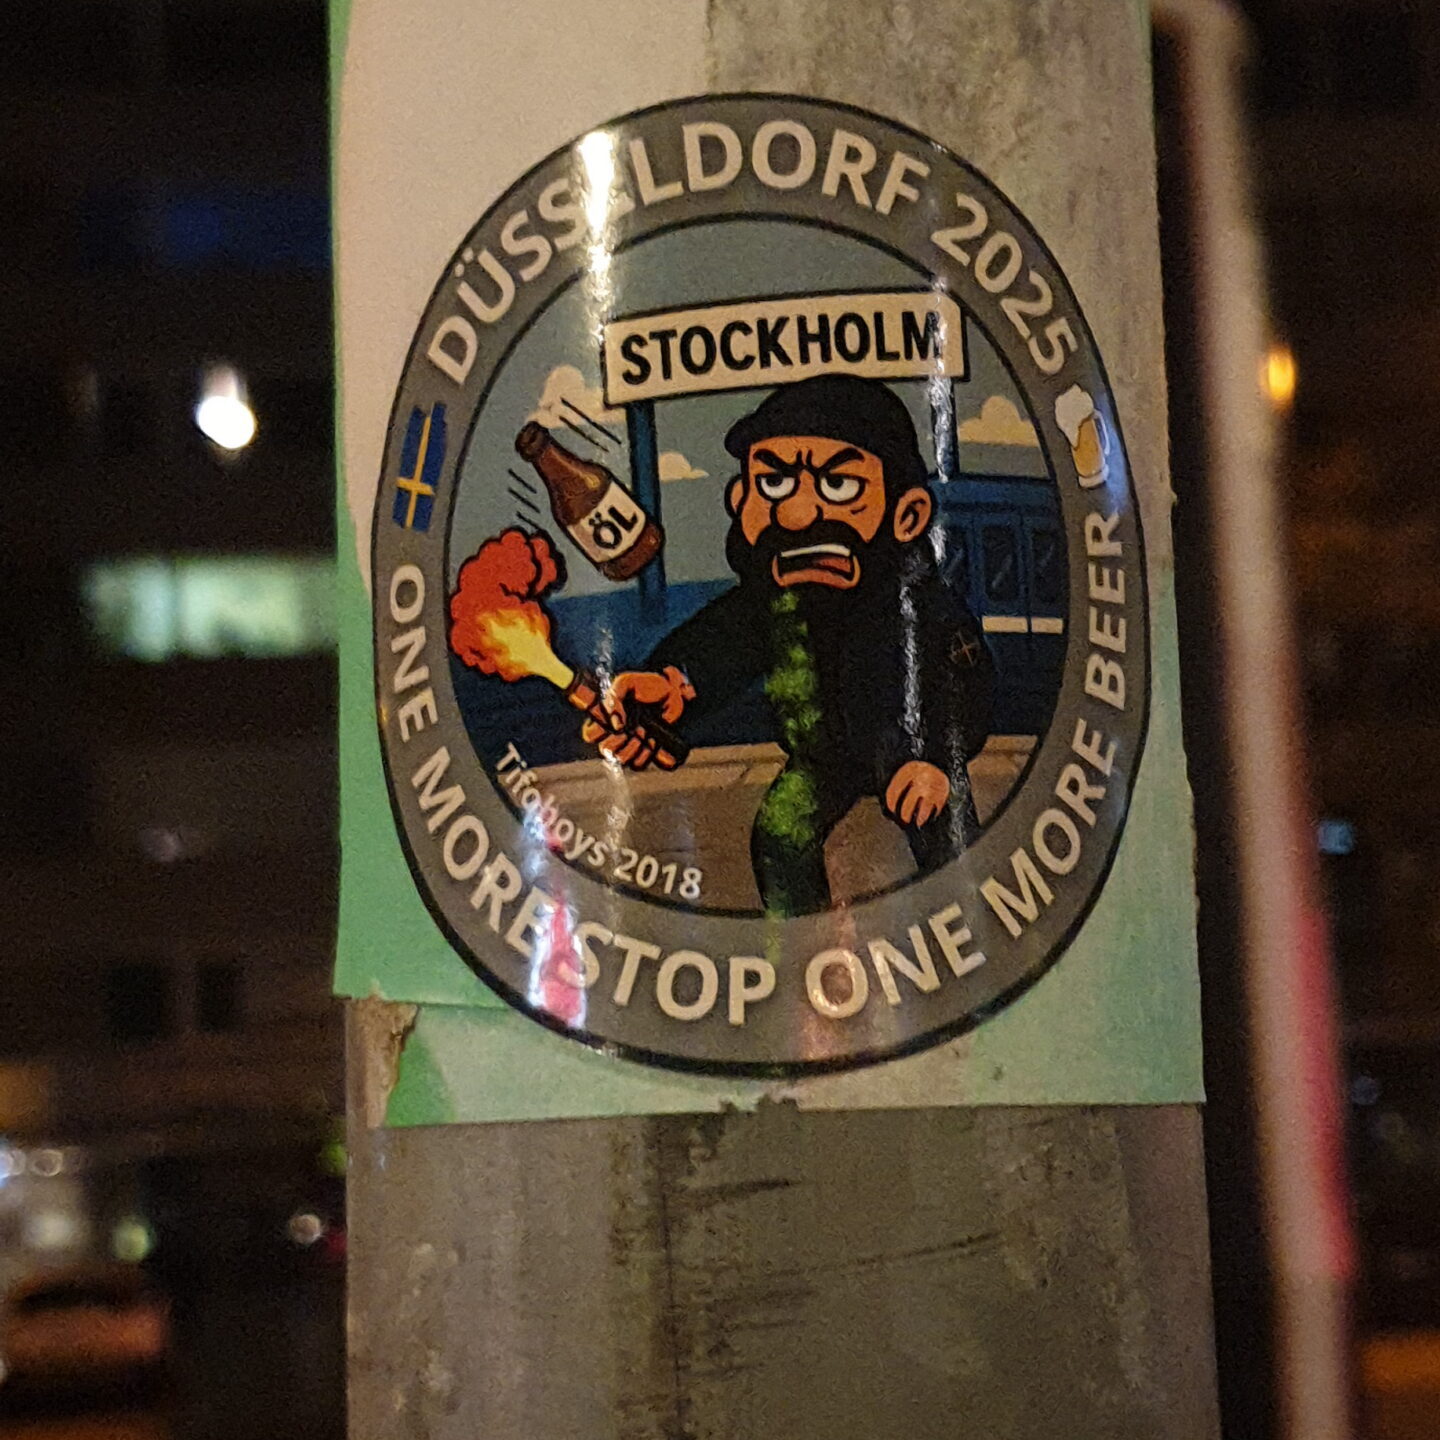 DÜSSELDORF 2025
STOCKHOLM
ÖL
Tifoboys 2018
ONE MORE STOP ONE MORE BEER